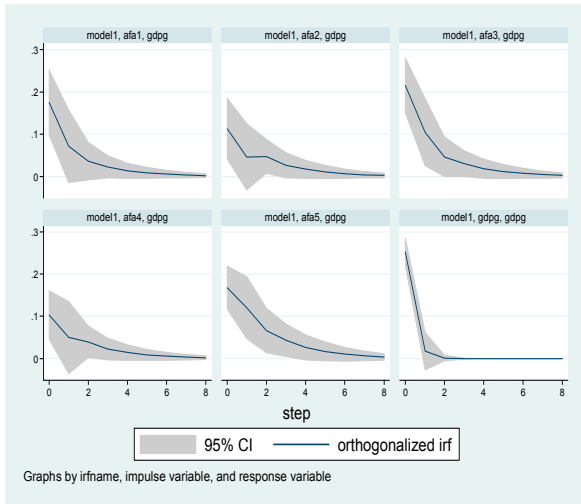 model1, afa1, gdpg
model1, afa2, gdpg
model1, afa3, gdpg
.3
.2
.1
0
model1, afa4, gdpg
model1, afa5, gdpg
model1, gdpg, gdpg
.3
.2
.1
0
0 2 4 6 8
0 2 4 6 8
0 2 4 6 8
step
95% CI
orthogonalized irf
Graphs by irfname, impulse variable, and response variable